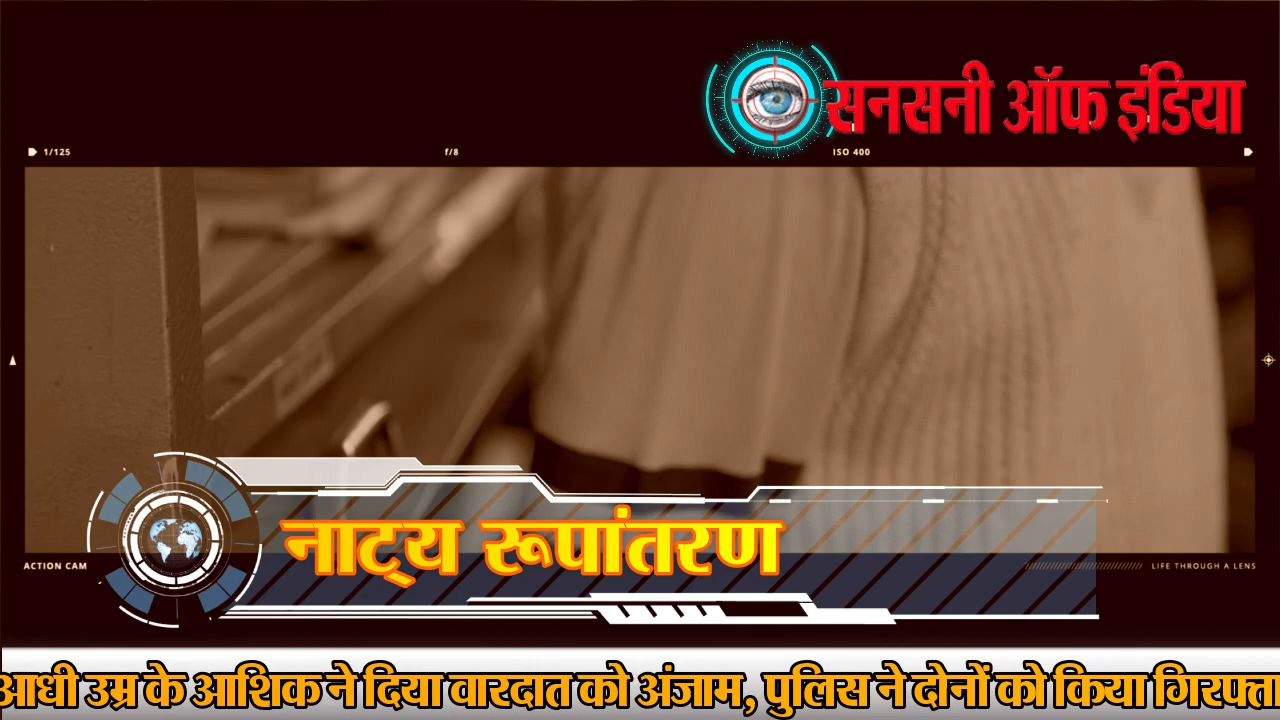 सनसनी ऑफ इंडिया
1/125 f/8 ISO 400
नाट्य रूपांतरण
ACTION CAM LIFE THROUGH A LENS
आधी उम्र के आशिक ने दिया वारदात को अंजाम, पुलिस ने दोनों को किया